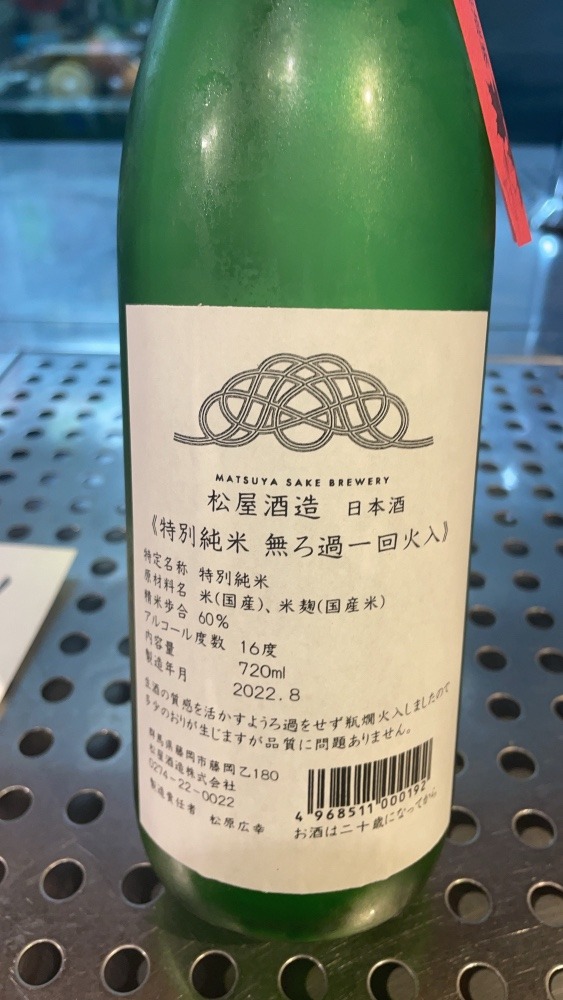 MATSUYA SAKE BREWERY
松屋酒造 日本酒
《特別純米 無ろ過一回火入》
特定名称 特別純米
原材料名 米(国産)、米麹(国産米)
精米歩合 60%
アルコール度数 16度
内容量 720ml
製造年月 2022.8
生酒の質感を活かすようろ過をせず瓶燗火入しましたので
多少のおりが生じますが品質に問題ありません。
群馬県藤岡市藤岡乙180
松屋酒造株式会社
0274-22-0022
製造責任者 松原広幸
4 968511 000192
お酒は二十歳になってから